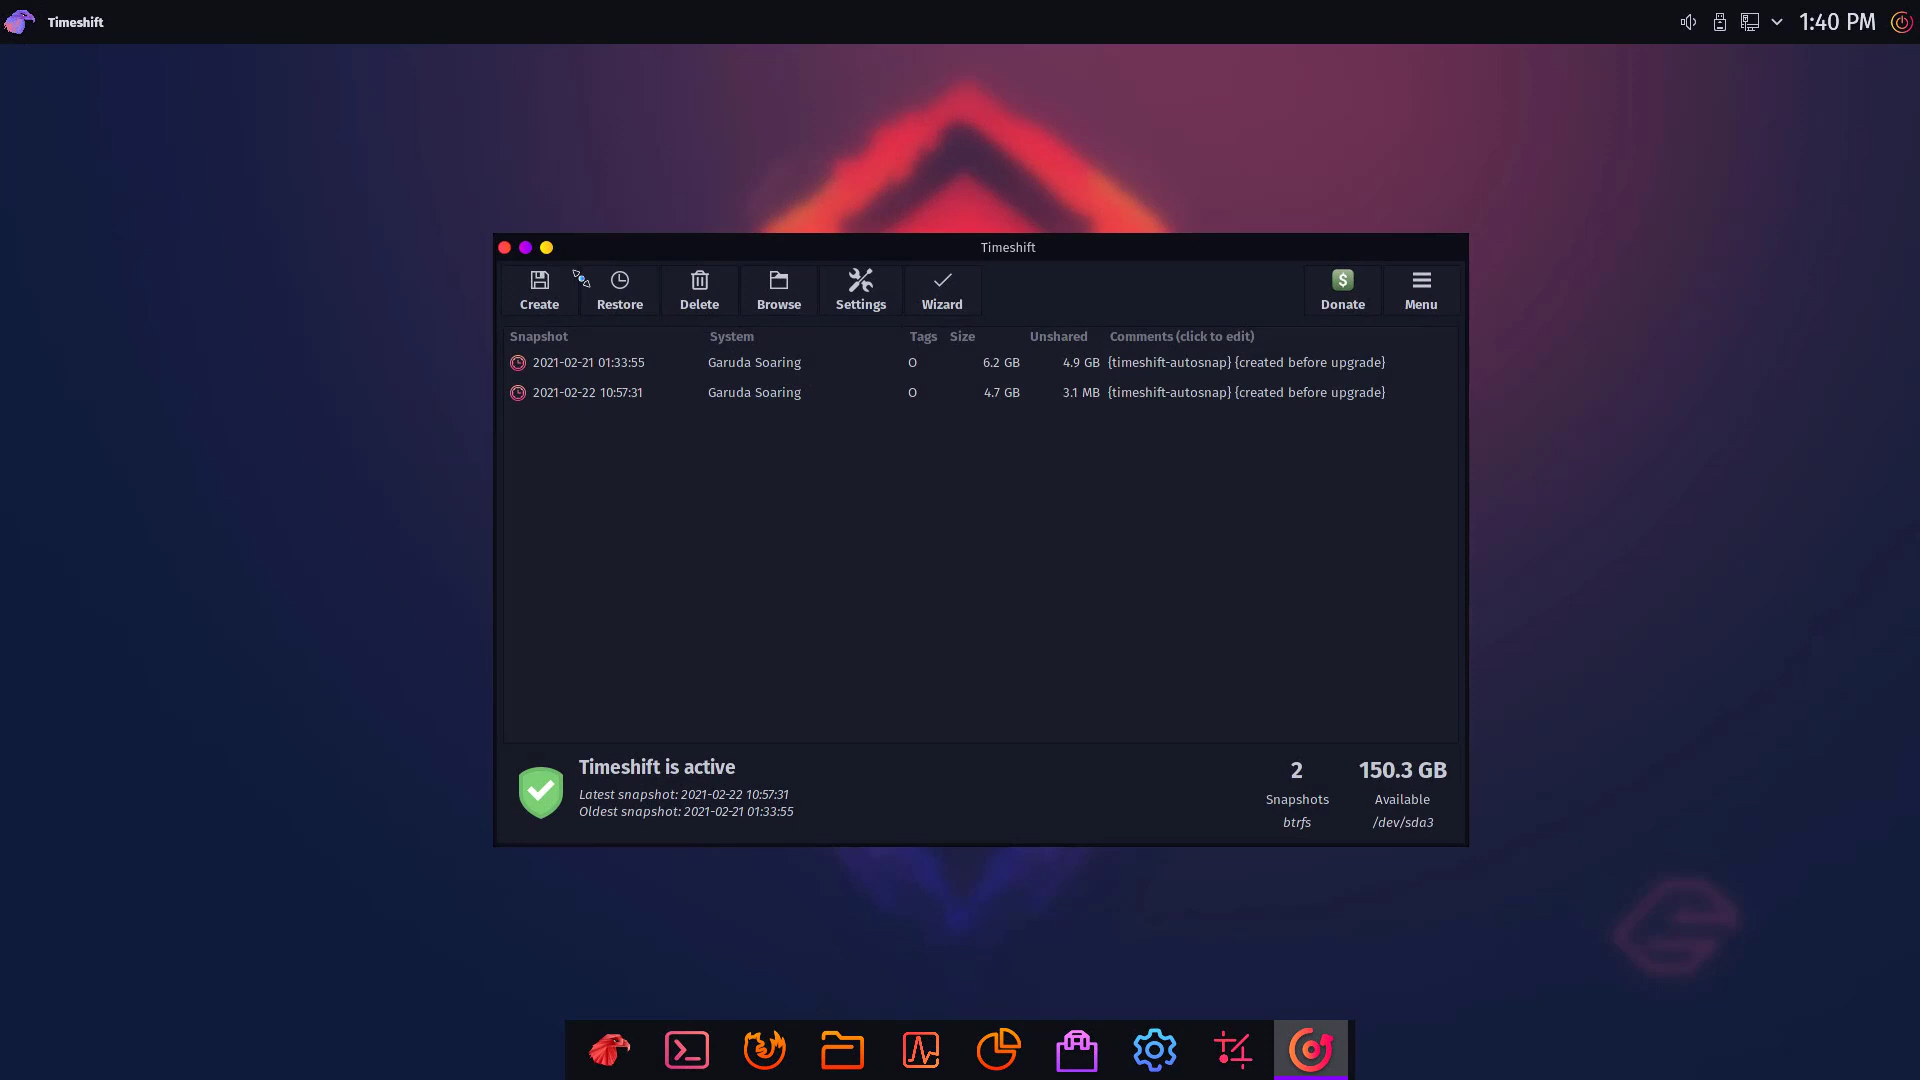 Timeshift
1:40 PM
Timeshift
Create Restore Delete Browse Settings Wizard Donate Menu
Snapshot System Tags Size Unshared Comments (click to edit)
2021-02-21 01:33:55 Garuda Soaring O 6.2 GB 4.9 GB {timeshift-autosnap} {created before upgrade}
2021-02-22 10:57:31 Garuda Soaring O 4.7 GB 3.1 MB {timeshift-autosnap} {created before upgrade}
Timeshift is active
Latest snapshot: 2021-02-22 10:57:31
Oldest snapshot: 2021-02-21 01:33:55
2
Snapshots
btrfs
150.3 GB
Available
/dev/sda3